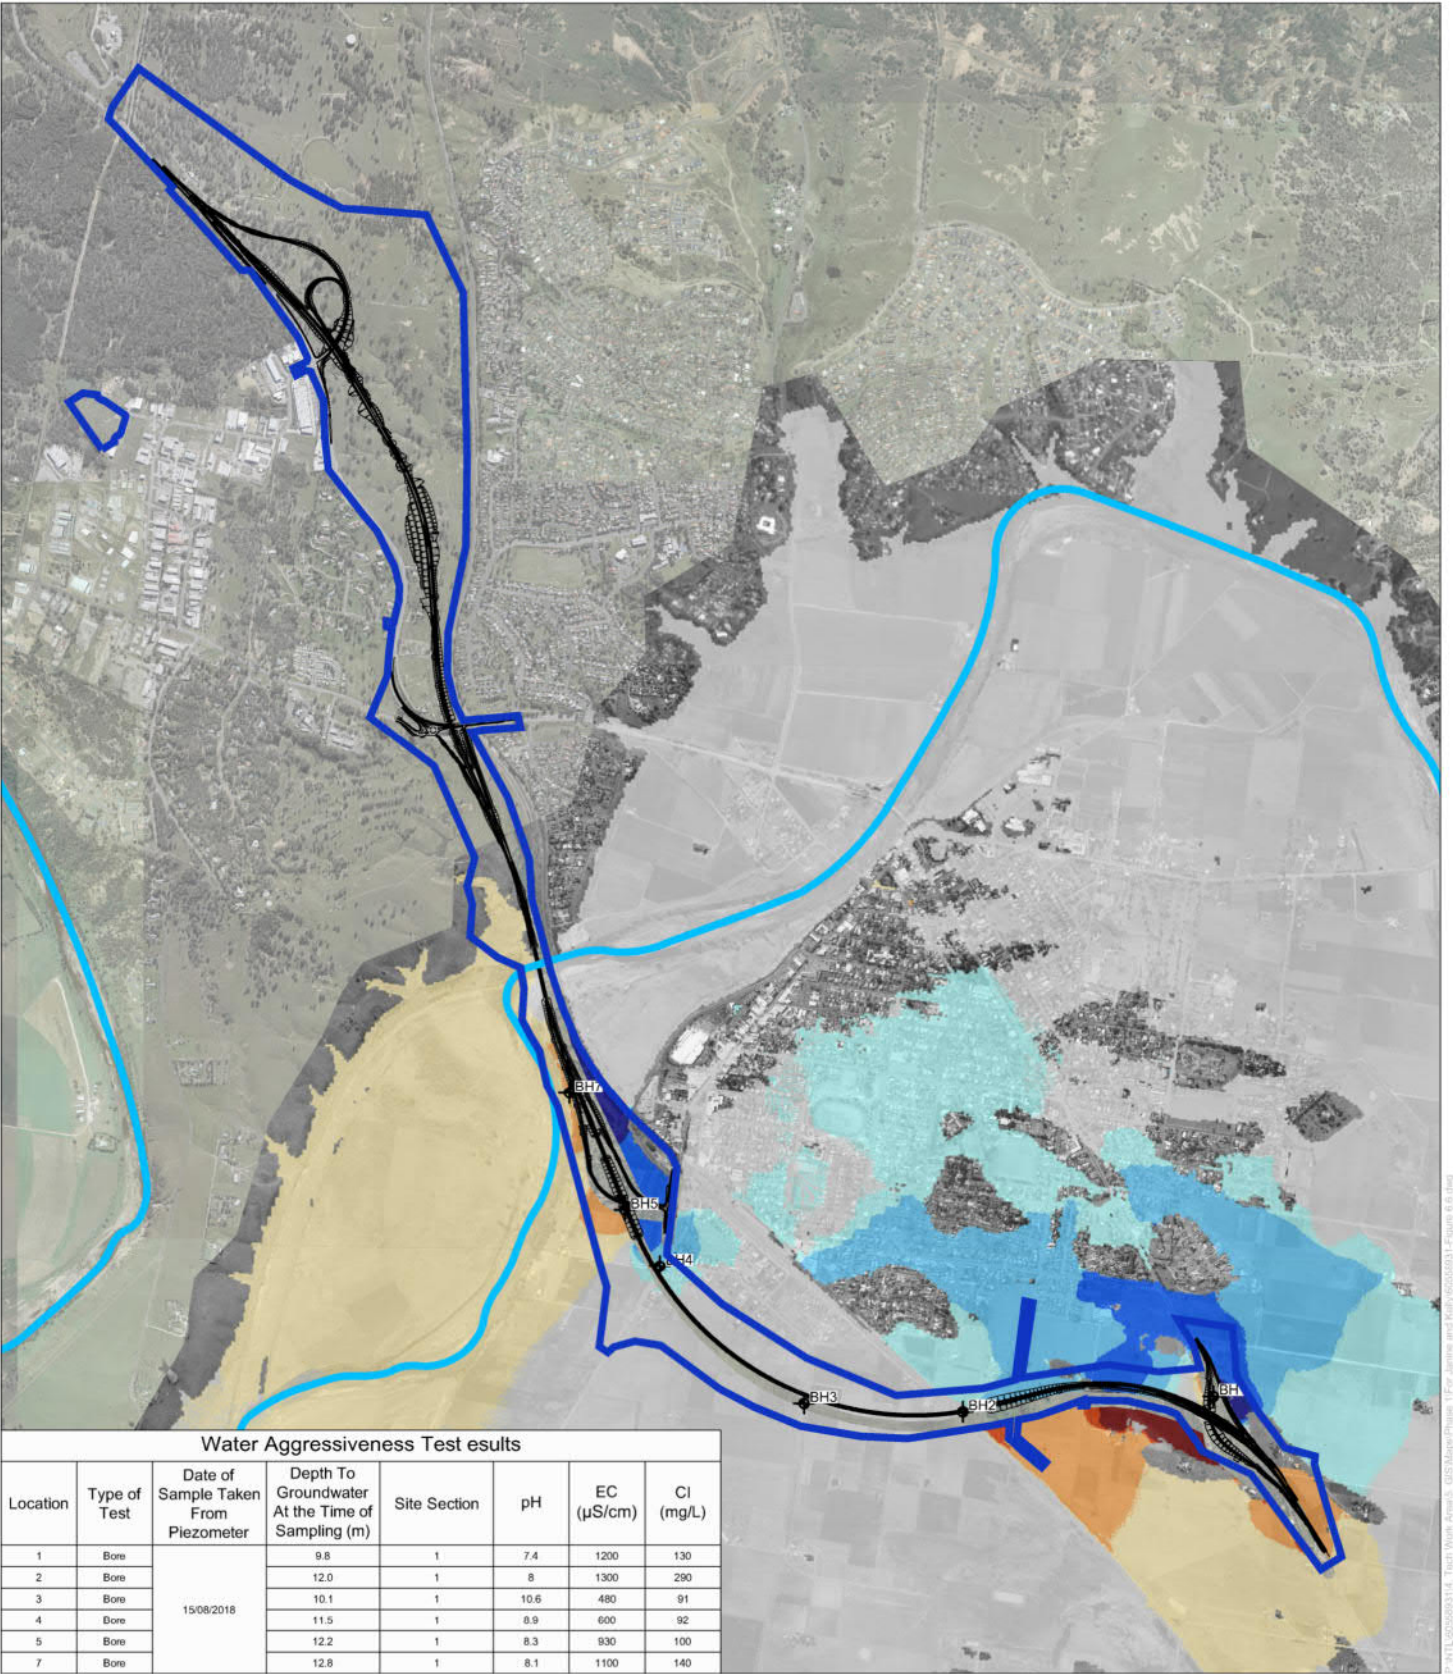 BH7
BH5
BH4
BH3
BH2
BH
Water Aggressiveness Test esults
Location
Type of
Test
Date of
Sample Taken
From
Piezometer
Depth To
Groundwater
At the Time of
Sampling (m)
Site Section
pH
EC
(µS/cm)
Cl
(mg/L)
1 Bore 9.8 1 7.4 1200 130
2 Bore 12.0 1 8 1300 290
3 Bore 10.1 1 10.6 480 91
15/08/2018
4 Bore 11.5 1 8.9 600 92
5 Bore 12.2 1 8.3 930 100
7 Bore 12.8 1 8.1 1100 140